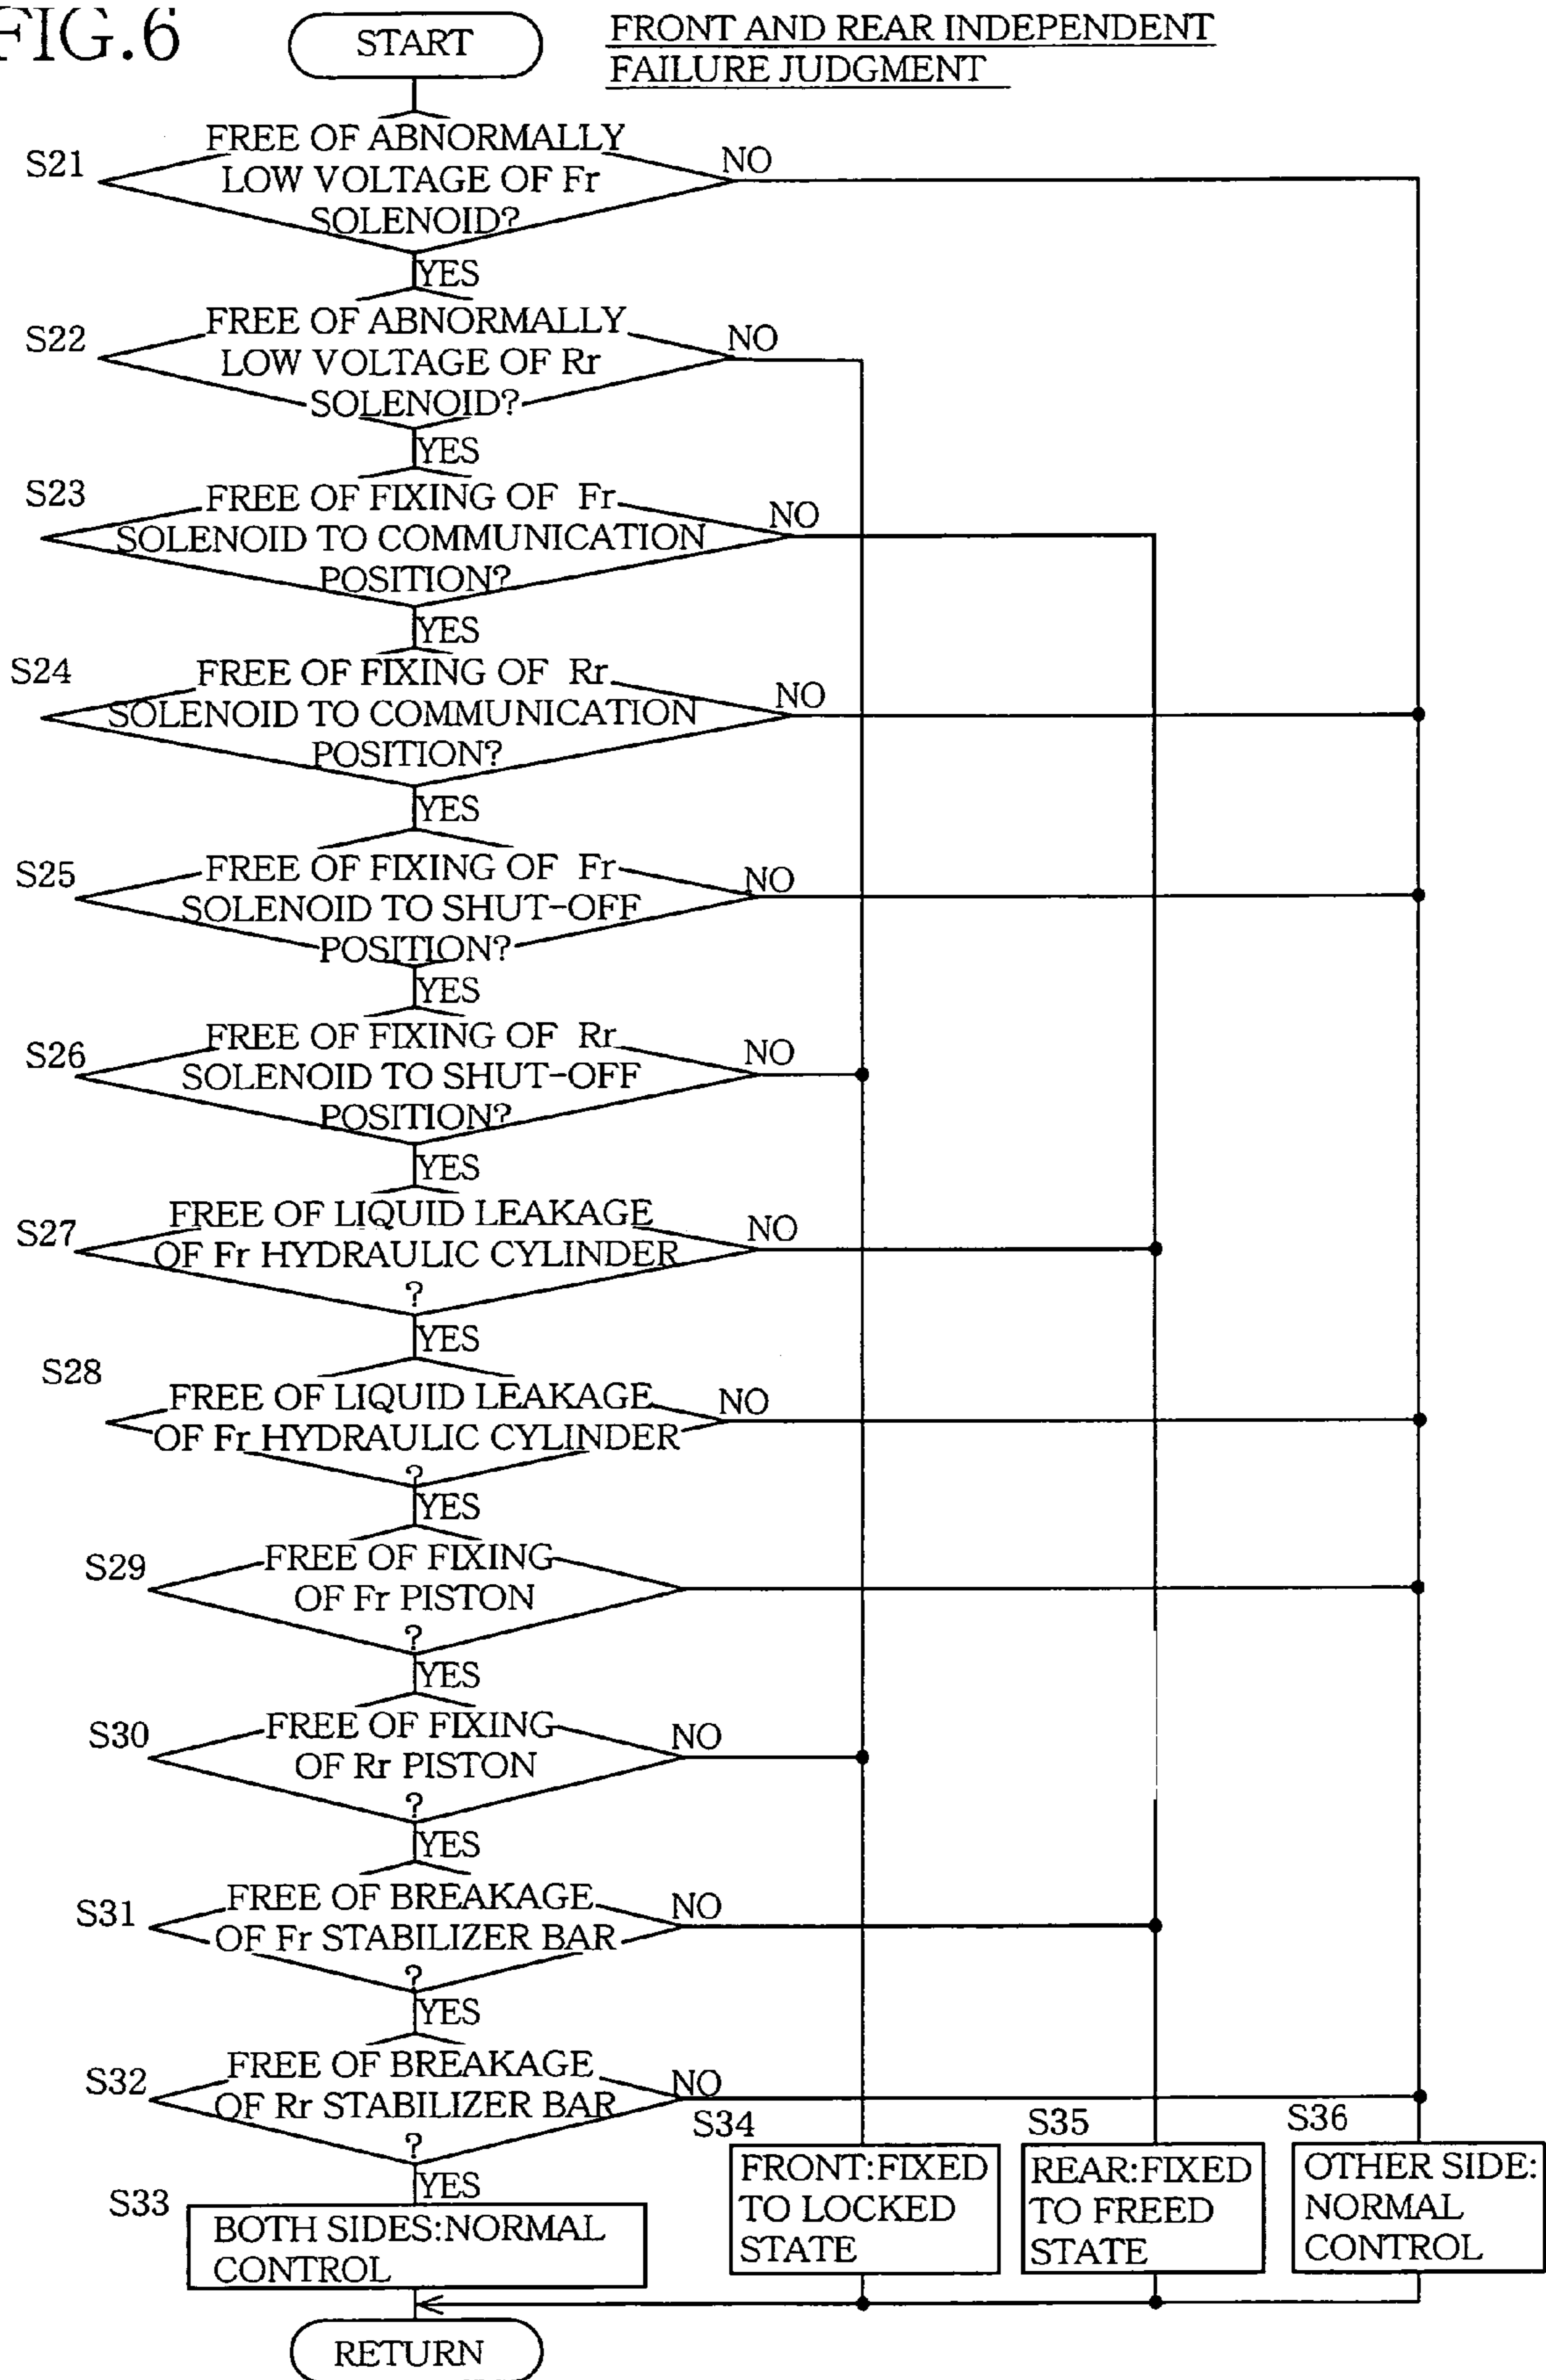 FIG.6
START
FRONT AND REAR INDEPENDENT
FAILURE JUDGMENT
S21
FREE OF ABNORMALLY
LOW VOLTAGE OF Fr
SOLENOID?
NO
YES
S22
FREE OF ABNORMALLY
LOW VOLTAGE OF Rr
SOLENOID?
NO
YES
S23
FREE OF FIXING OF Fr
SOLENOID TO COMMUNICATION
POSITION?
NO
YES
S24
FREE OF FIXING OF Rr
SOLENOID TO COMMUNICATION
POSITION?
NO
YES
S25
FREE OF FIXING OF Fr
SOLENOID TO SHUT-OFF
POSITION?
NO
YES
S26
FREE OF FIXING OF Rr
SOLENOID TO SHUT-OFF
POSITION?
NO
YES
S27
FREE OF LIQUID LEAKAGE
OF Fr HYDRAULIC CYLINDER
?
NO
YES
S28
FREE OF LIQUID LEAKAGE
OF Fr HYDRAULIC CYLINDER
?
NO
YES
S29
FREE OF FIXING
OF Fr PISTON
?
YES
S30
FREE OF FIXING
OF Rr PISTON
?
NO
YES
S31
FREE OF BREAKAGE
OF Fr STABILIZER BAR
?
NO
YES
S32
FREE OF BREAKAGE
OF Rr STABILIZER BAR
?
NO
YES
S33
BOTH SIDES:NORMAL
CONTROL
S34
FRONT:FIXED
TO LOCKED
STATE
S35
REAR:FIXED
TO FREED
STATE
S36
OTHER SIDE:
NORMAL
CONTROL
RETURN